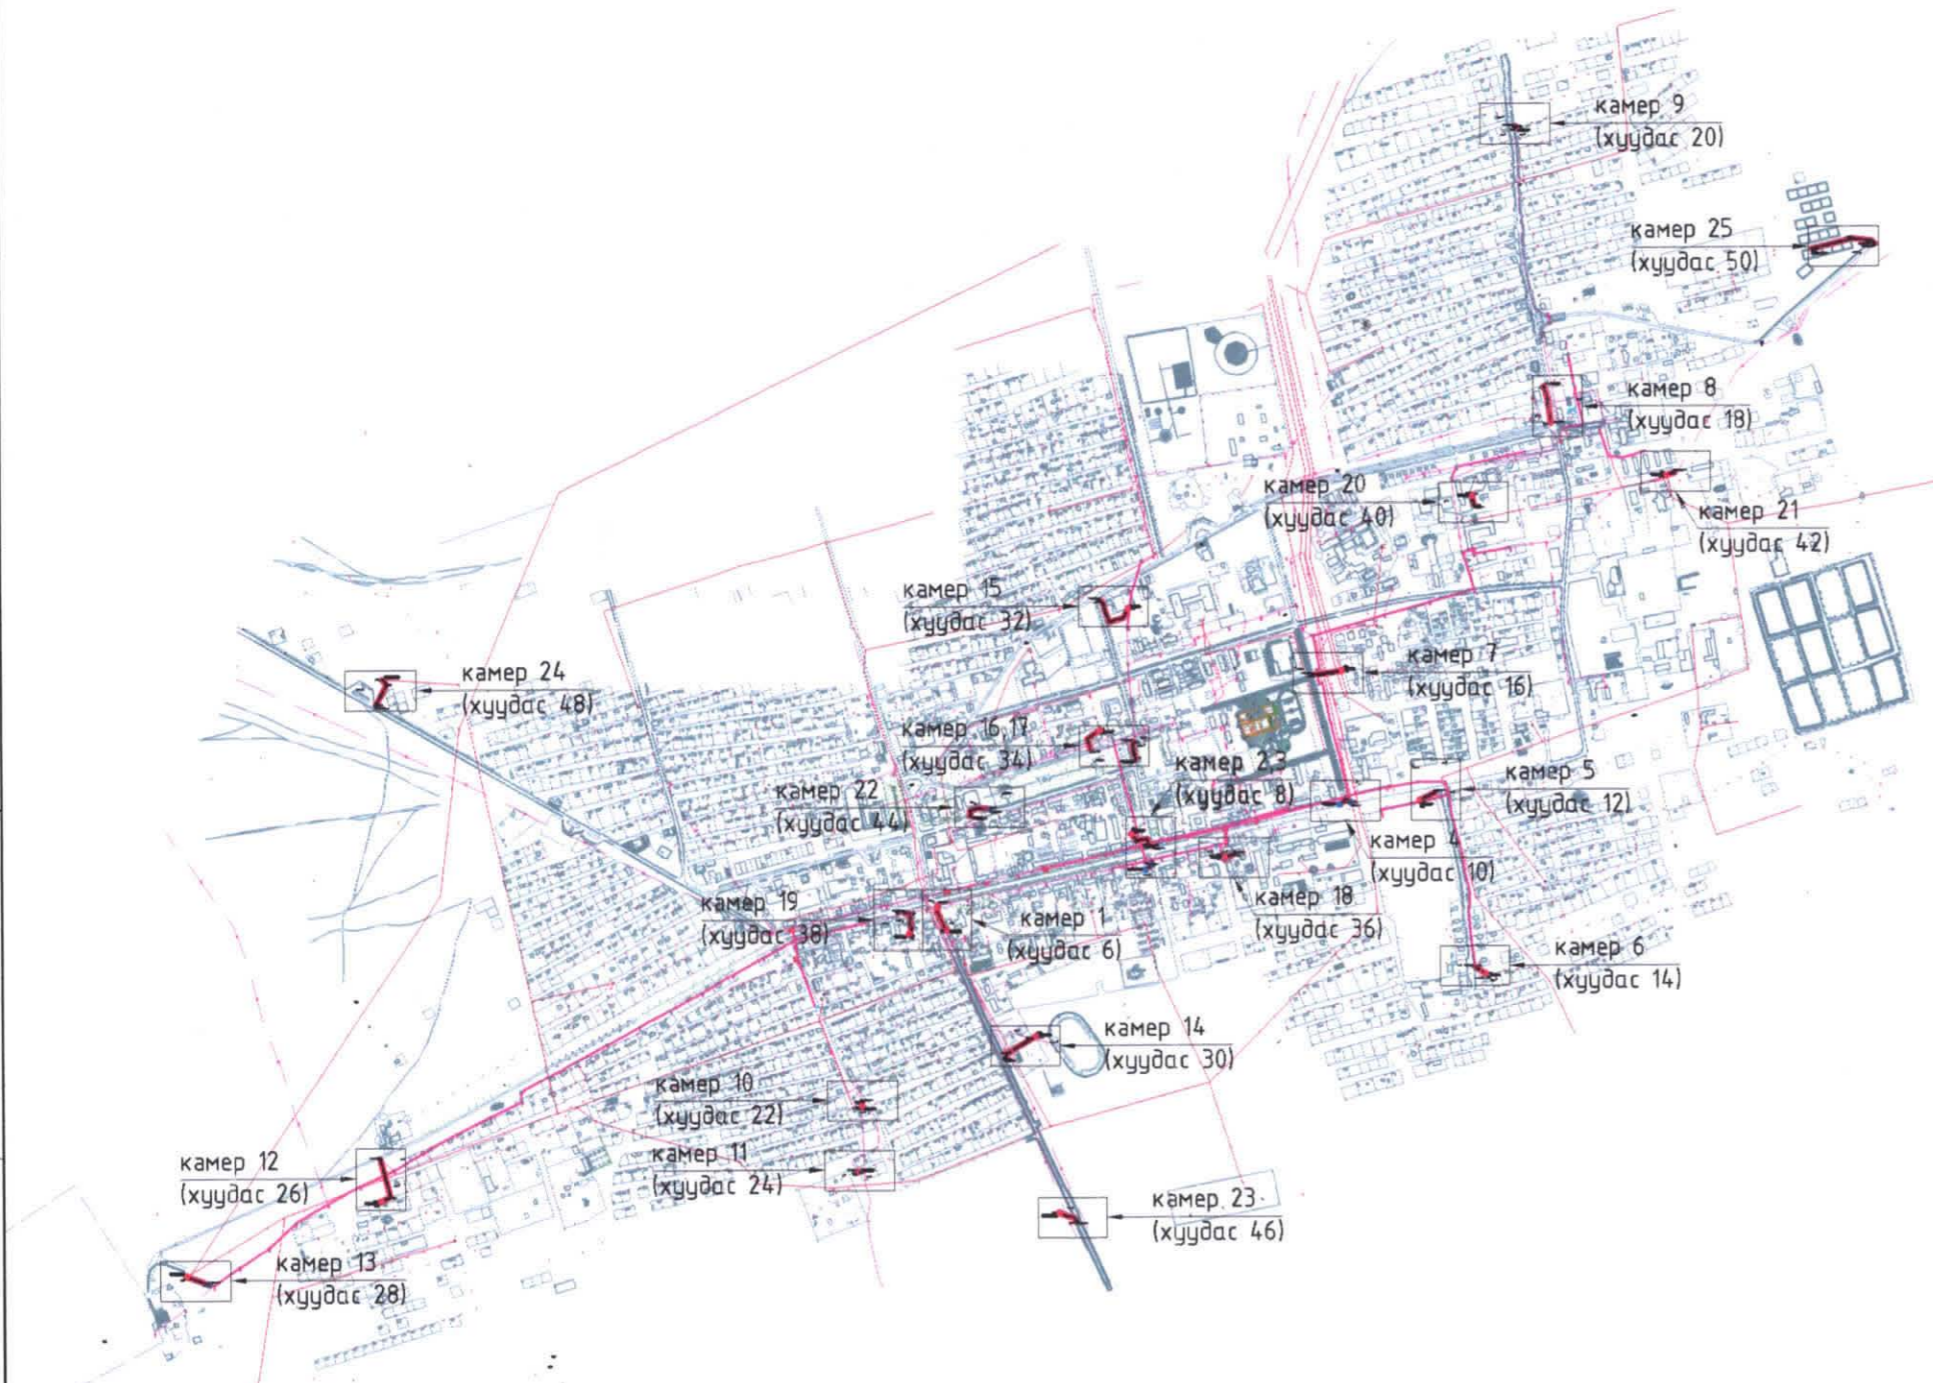 камер 9
(хуудас 20)
камер 25
(хуудас 50)
камер 8
(хуудас 18)
камер 20
(хуудас 40)
камер 21
(хуудас 42)
камер 15
(хуудас 32)
камер 7
(хуудас 16)
камер 24
(хуудас 48)
камер 16,17
(хуудас 34)
камер 2,3
(хуудас 8)
камер 5
(хуудас 12)
камер 22
(хуудас 44)
камер 4
(хуудас 10)
камер 19
(хуудас 38)
камер 1
(хуудас 6)
камер 18
(хуудас 36)
камер 6
(хуудас 14)
камер 14
(хуудас 30)
камер 10
(хуудас 22)
камер 11
(хуудас 24)
камер 12
(хуудас 26)
камер 23
(хуудас 46)
камер 13
(хуудас 28)